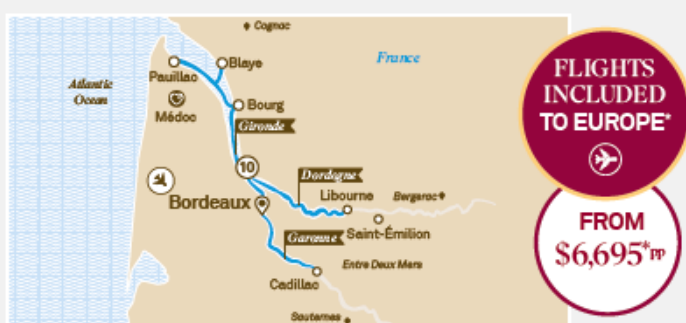 Cognac
France
Blaye
Pauillac
Atlantic
Ocean
Médoc
Bourg
Gironde
10
Dordogne
Libourne
Bergerac
Bordeaux
Saint-Émilion
Garonne
Entre Deux Mers
Cadillac
Sauternes
FLIGHTS
INCLUDED
TO EUROPE*
FROM
$6,695*pp